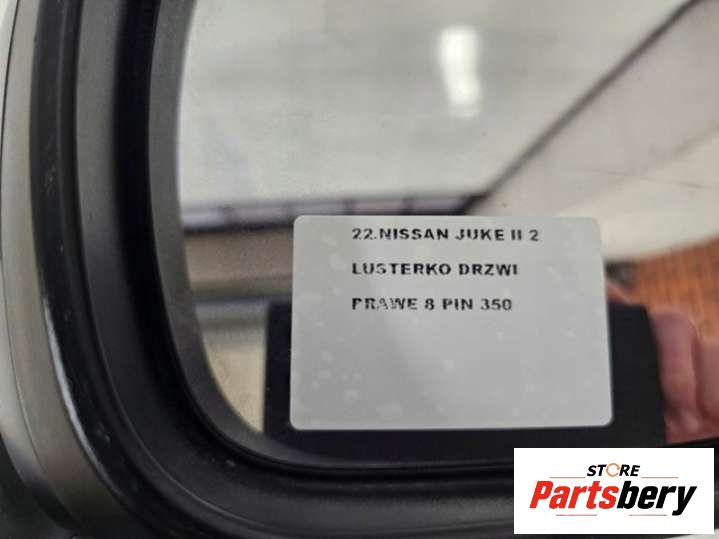 22.NISSAN JUKE II 2
LUSTERKO DRZWI
PRAWE 8 PIN 350
STORE
Partsbery